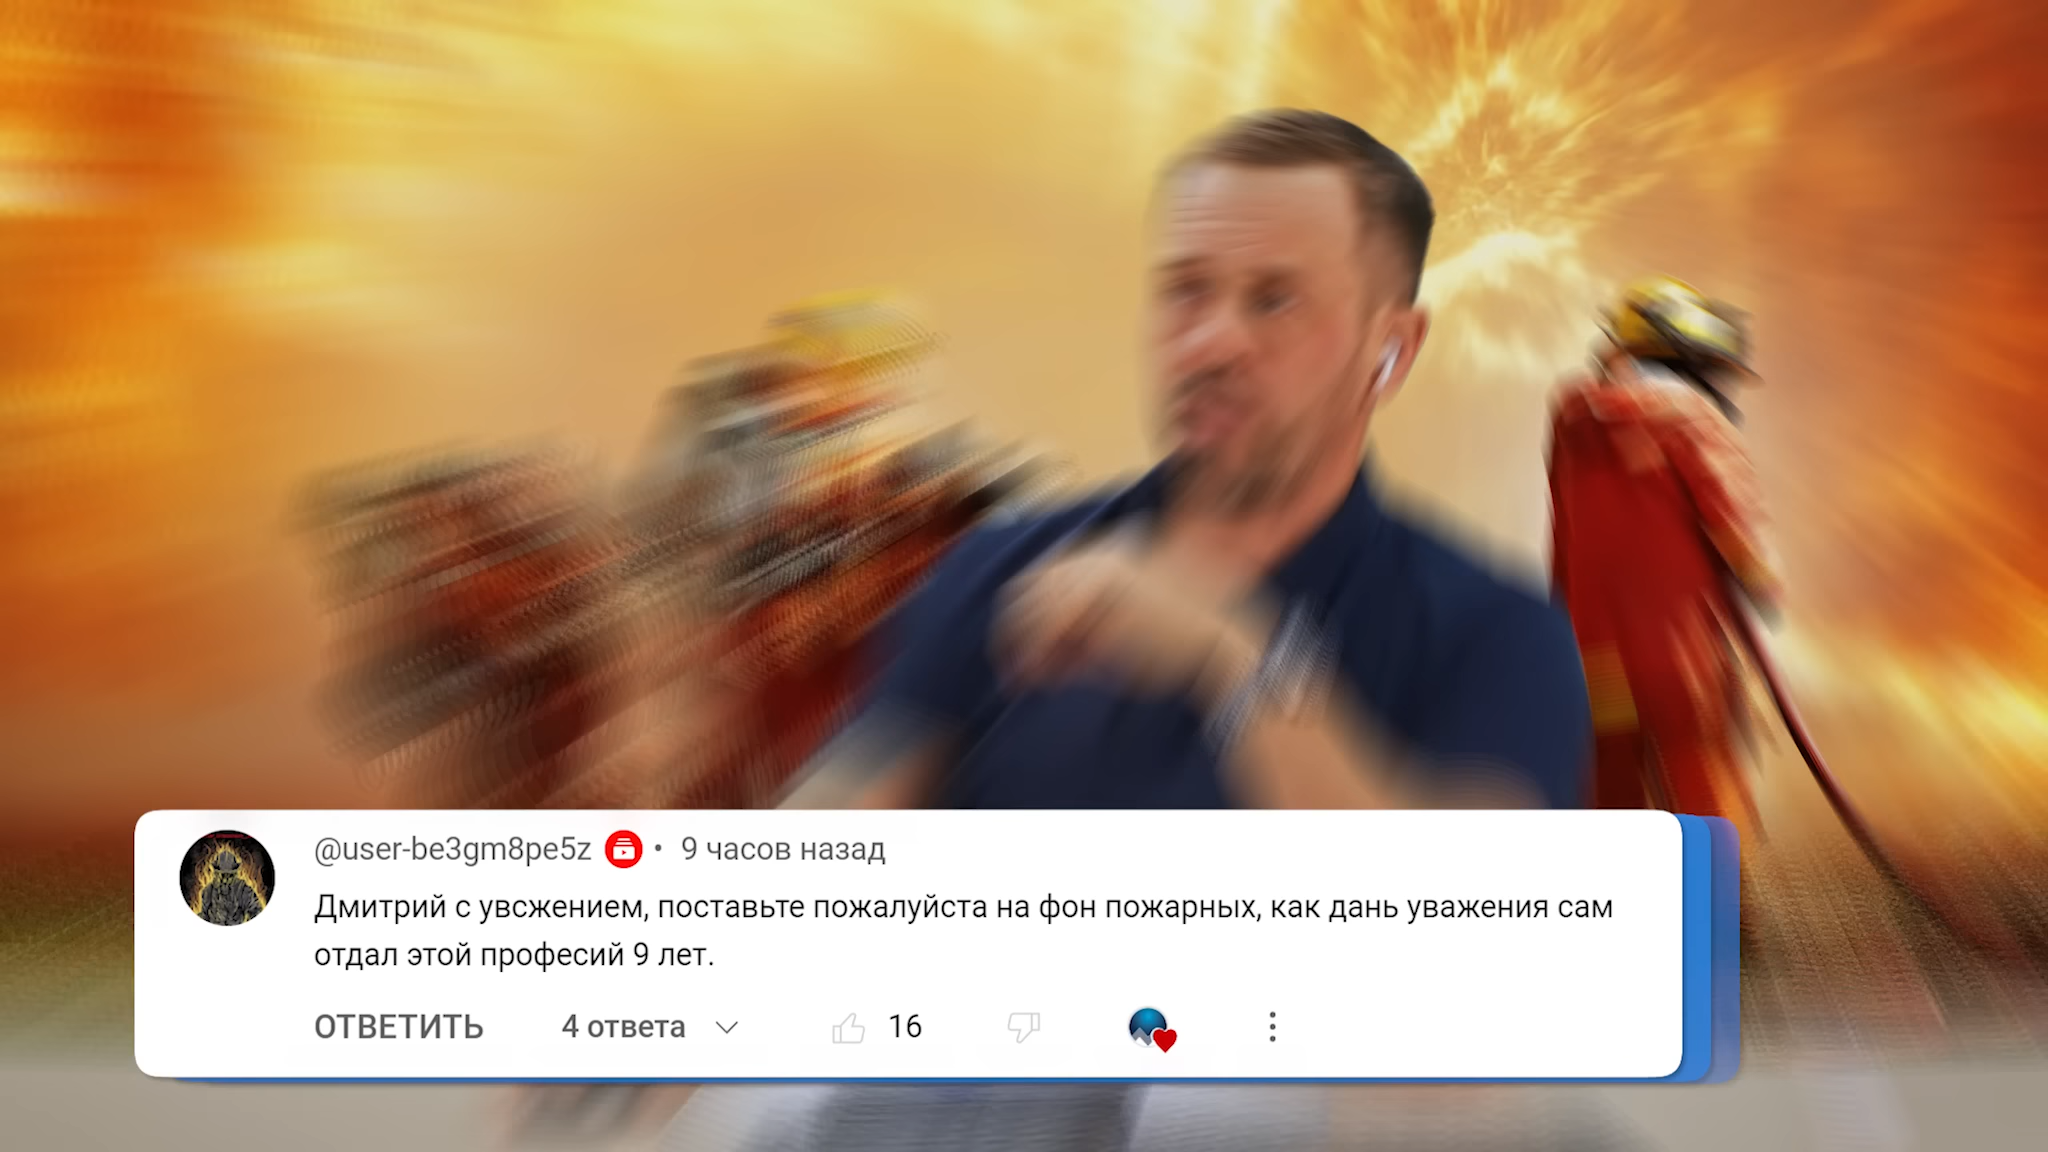 @user-be3gm8pe5z • 9 часов назад
Дмитрий с увсжением, поставьте пожалуйста на фон пожарных, как дань уважения сам
отдал этой професий 9 лет.
ОТВЕТИТЬ 4 ответа 16